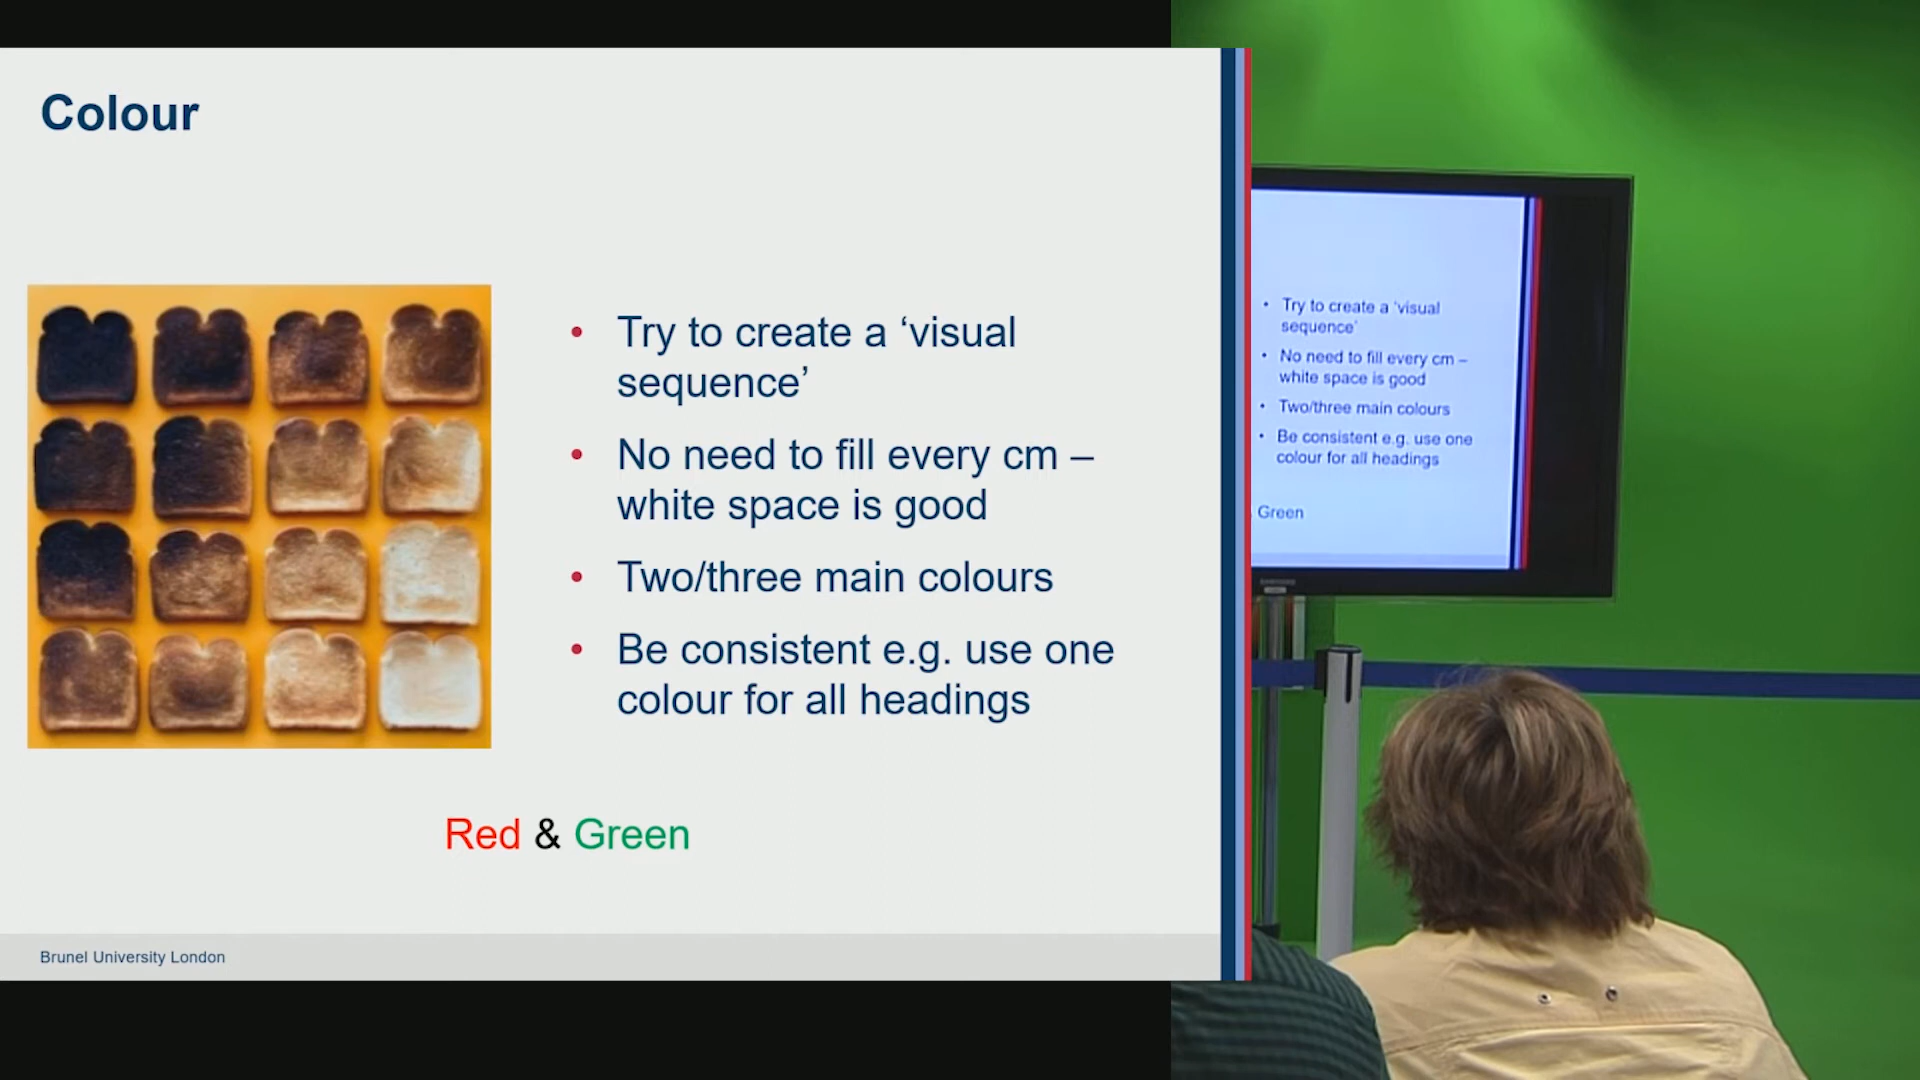 Colour
• Try to create a ‘visual
sequence’
• No need to fill every cm –
white space is good
• Two/three main colours
• Be consistent e.g. use one
colour for all headings
Red & Green
Brunel University London
• Try to create a ‘visual
sequence’
• No need to fill every cm –
white space is good
• Two/three main colours
• Be consistent e.g. use one
colour for all headings
Green